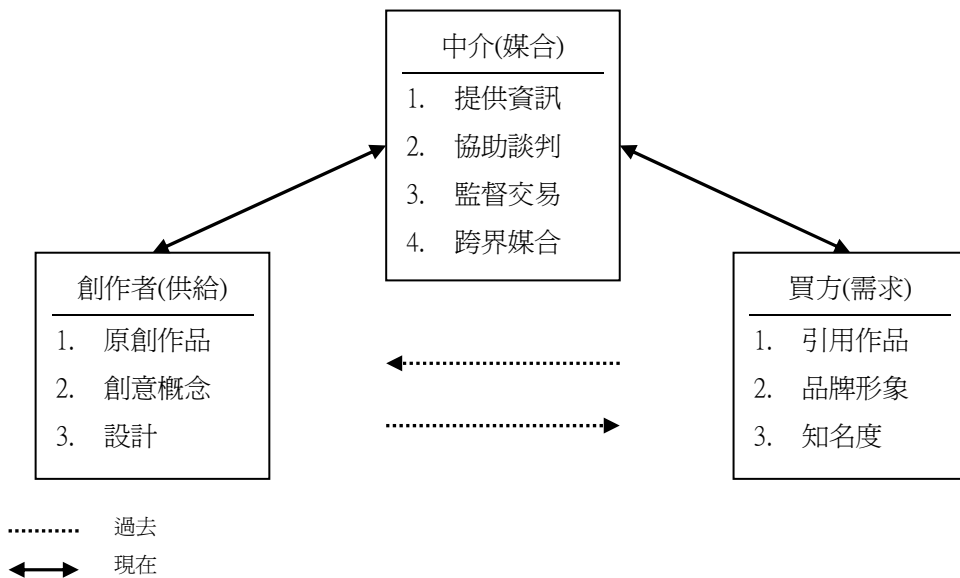 中介(媒合)
1. 提供資訊
2. 協助談判
3. 監督交易
4. 跨界媒合
創作者(供給)
1. 原創作品
2. 創意概念
3. 設計
買方(需求)
1. 引用作品
2. 品牌形象
3. 知名度
過去
現在